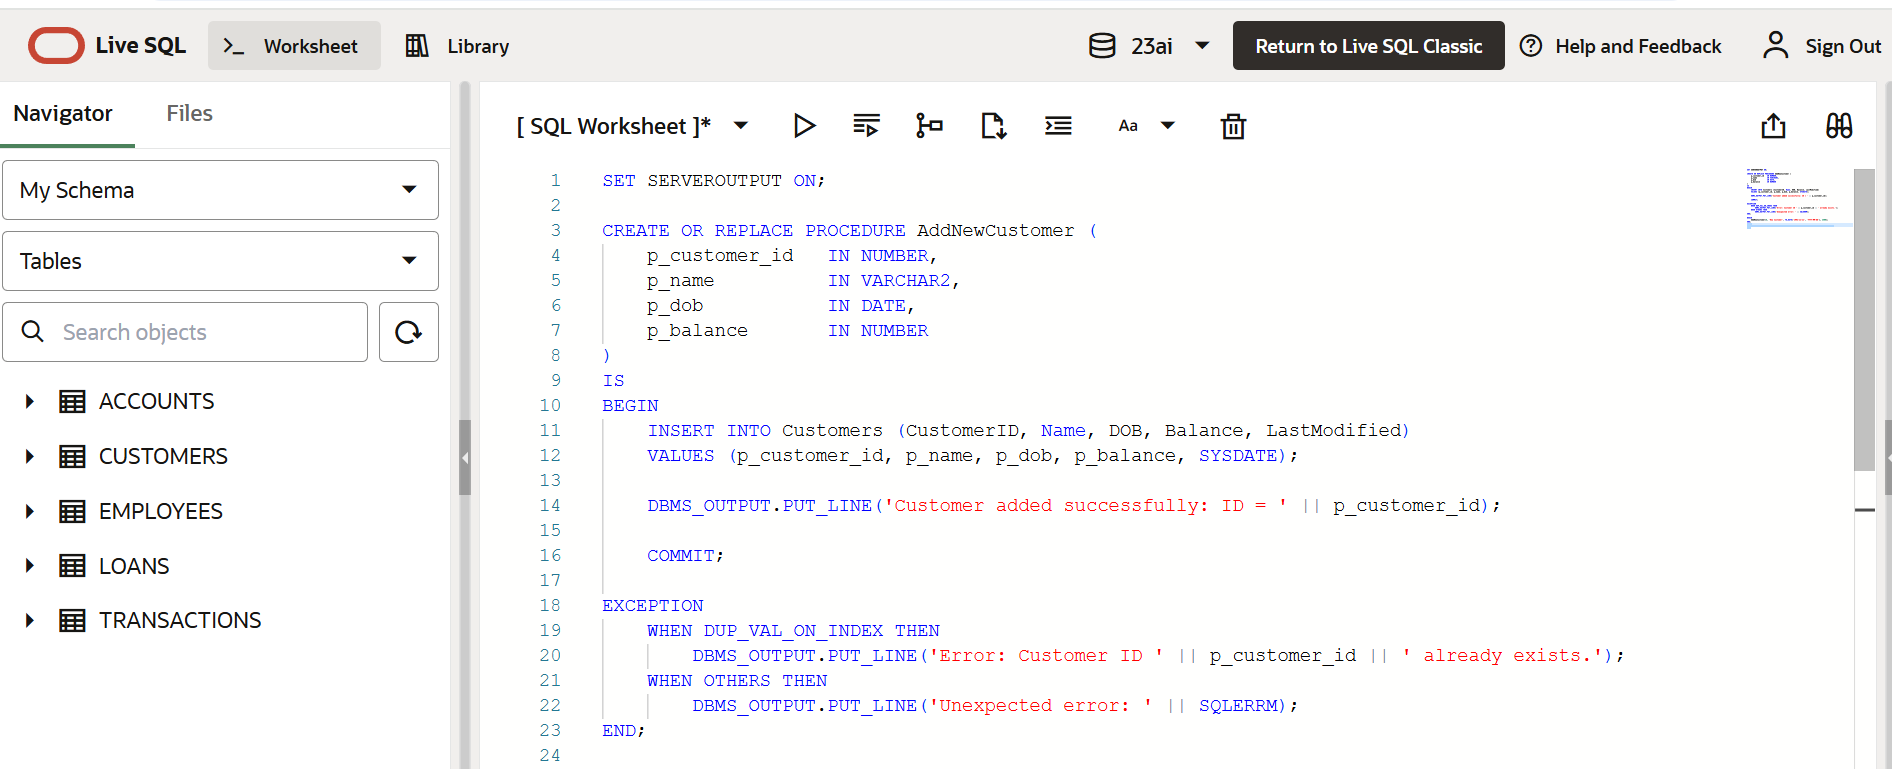 Live SQL
Worksheet
Library
23ai
Return to Live SQL Classic
Help and Feedback
Sign Out
Navigator
Files
My Schema
Tables
Search objects
ACCOUNTS
CUSTOMERS
EMPLOYEES
LOANS
TRANSACTIONS
[ SQL Worksheet ]*
Aa
1 SET SERVEROUTPUT ON;
2
3 CREATE OR REPLACE PROCEDURE AddNewCustomer (
4     p_customer_id   IN NUMBER,
5     p_name          IN VARCHAR2,
6     p_dob           IN DATE,
7     p_balance       IN NUMBER
8 )
9 IS
10 BEGIN
11     INSERT INTO Customers (CustomerID, Name, DOB, Balance, LastModified)
12     VALUES (p_customer_id, p_name, p_dob, p_balance, SYSDATE);
13
14     DBMS_OUTPUT.PUT_LINE('Customer added successfully: ID = ' || p_customer_id);
15
16     COMMIT;
17
18 EXCEPTION
19     WHEN DUP_VAL_ON_INDEX THEN
20         DBMS_OUTPUT.PUT_LINE('Error: Customer ID ' || p_customer_id || ' already exists.');
21     WHEN OTHERS THEN
22         DBMS_OUTPUT.PUT_LINE('Unexpected error: ' || SQLERRM);
23 END;
24